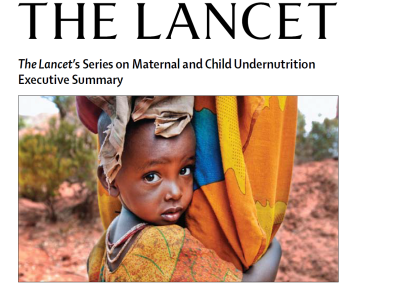 THE LANCET
The Lancet's Series on Maternal and Child Undernutrition
Executive Summary